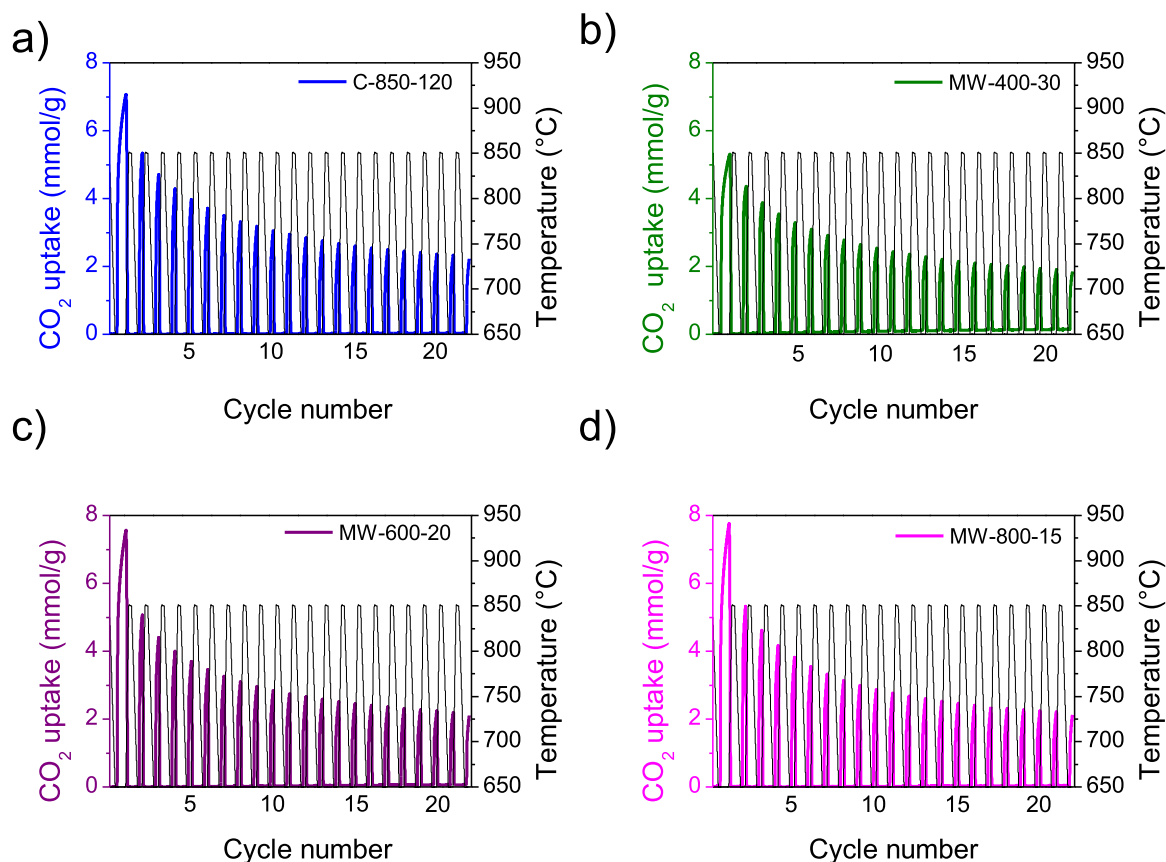 a)
CO2 uptake (mmol/g)
8
6
4
2
0
C-850-120
950
900
850
800
750
700
650
Temperature (°C)
5 10 15 20
Cycle number
b)
CO2 uptake (mmol/g)
8
6
4
2
0
MW-400-30
950
900
850
800
750
700
650
Temperature (°C)
5 10 15 20
Cycle number
c)
CO2 uptake (mmol/g)
8
6
4
2
0
MW-600-20
950
900
850
800
750
700
650
Temperature (°C)
5 10 15 20
Cycle number
d)
CO2 uptake (mmol/g)
8
6
4
2
0
MW-800-15
950
900
850
800
750
700
650
Temperature (°C)
5 10 15 20
Cycle number